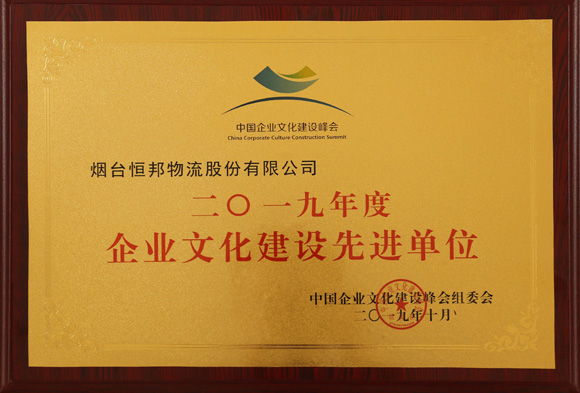 中国企业文化建设峰会
China Corporate Culture Construction Summit
烟台恒邦物流股份有限公司
二〇一九年度
企业文化建设先进单位
中国企业文化建设峰会组委会
二〇一九年十月